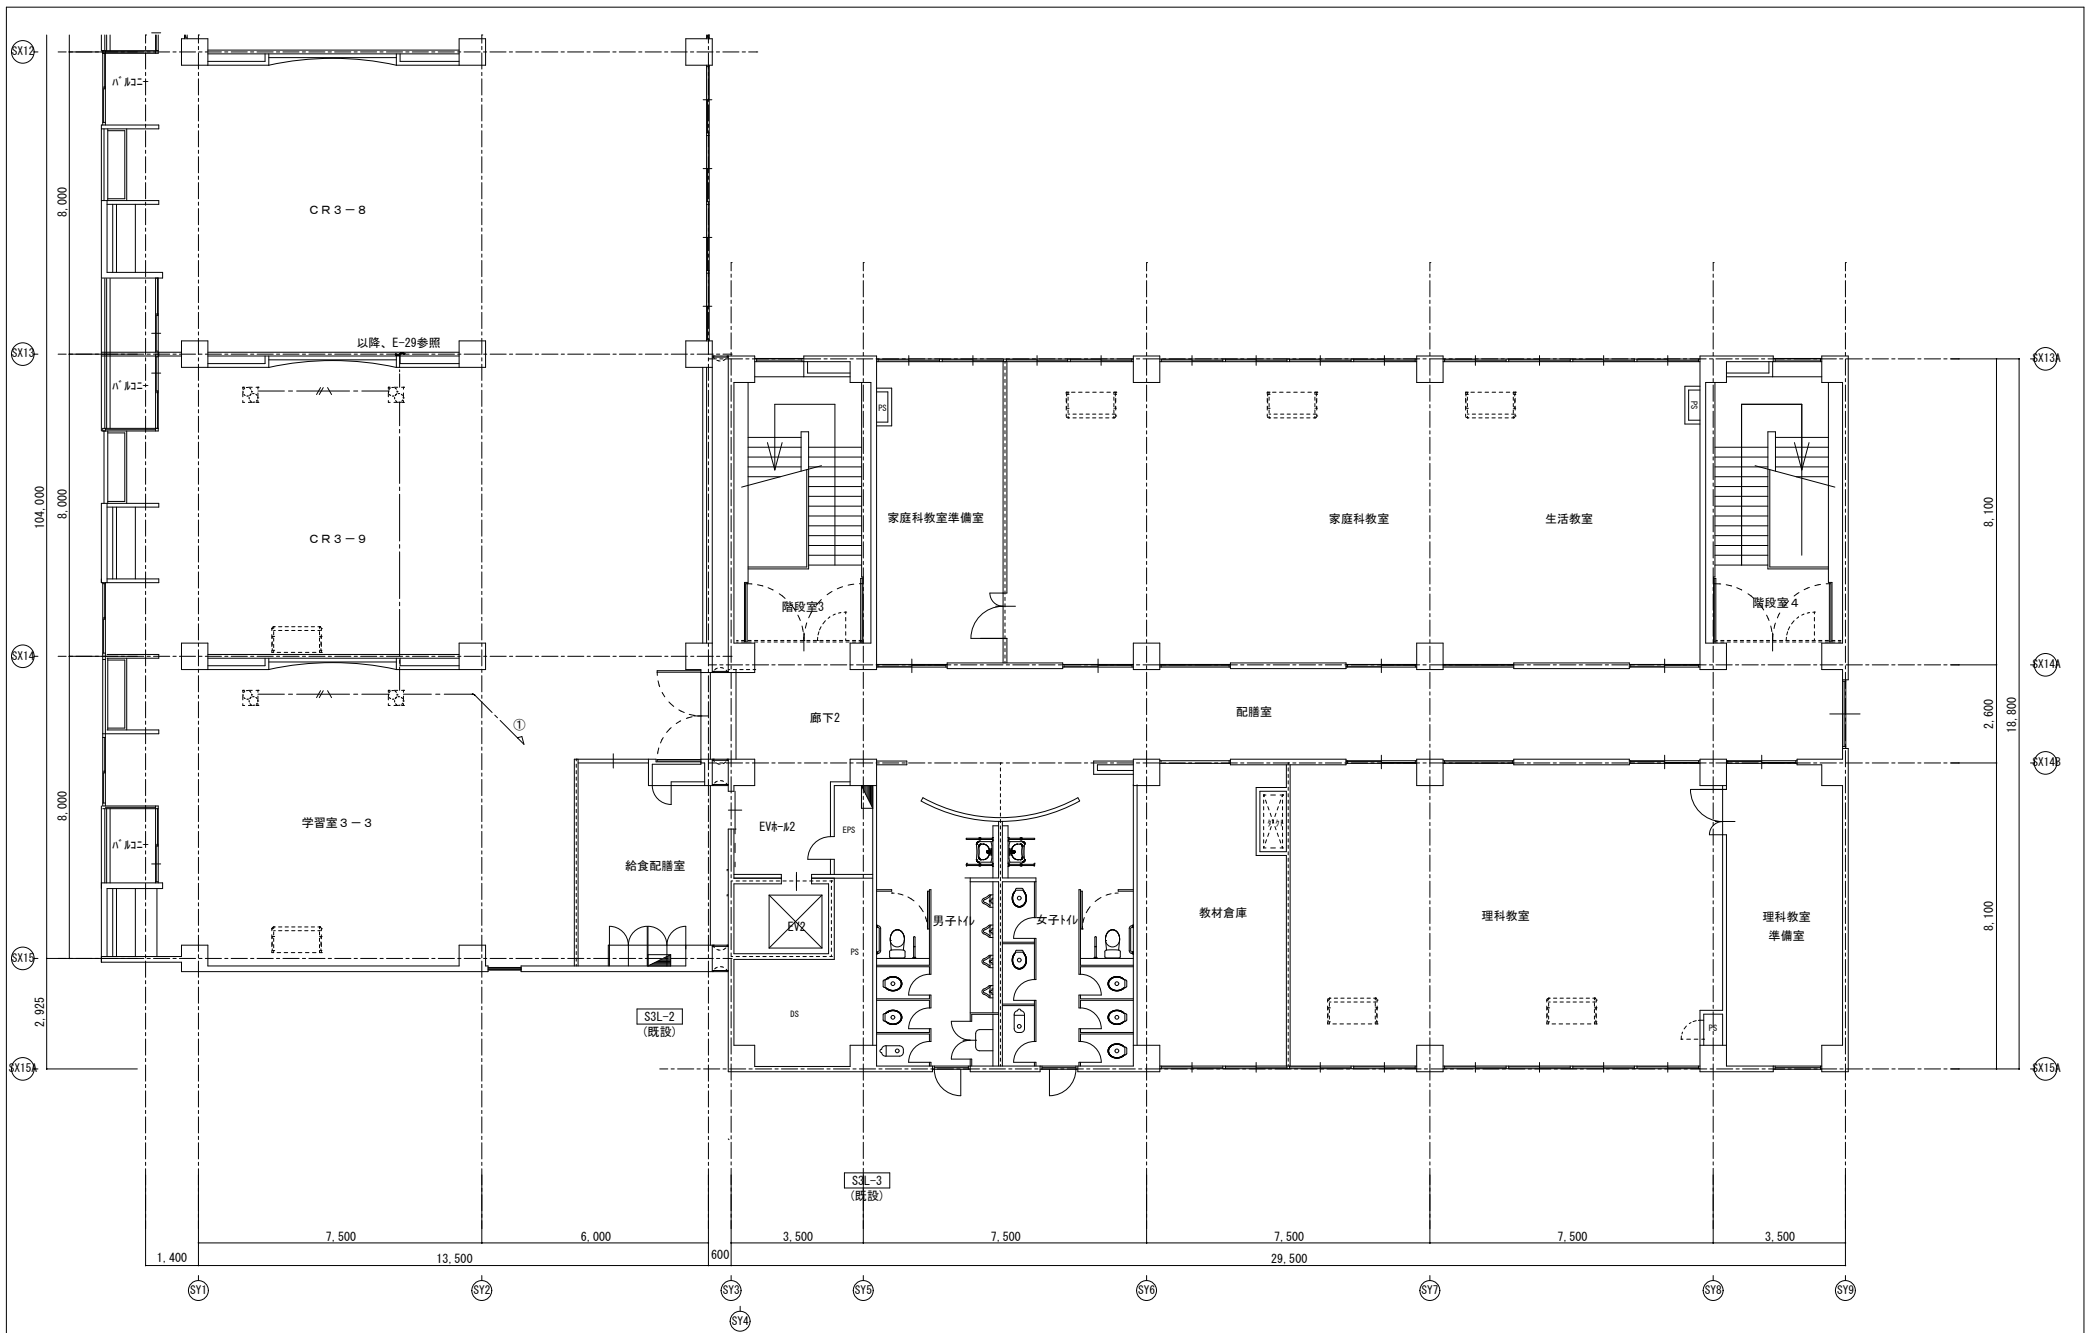 SX12
バルコニー
8,000
CR3-8
以降、E-29参照
SX13
SX13A
バルコニー
PS
PS
104,000
8,000
8,100
家庭科教室準備室
家庭科教室
生活教室
CR3-9
階段室3
階段室4
SX14
SX14A
①
廊下2
配膳室
2,600
18,800
SX14B
8,000
学習室3-3
バルコニー
EVホール2
EPS
給食配膳室
男子トイレ
女子トイレ
教材倉庫
理科教室
理科教室
準備室
EV2
8,100
PS
SX15
2,925
S3L-2
(既設)
DS
PS
SX15A
SX15A
S3L-3
(既設)
7,500
6,000
3,500
7,500
7,500
7,500
3,500
1,400
13,500
600
29,500
SY1
SY2
SY3
SY5
SY6
SY7
SY8
SY9
SY4